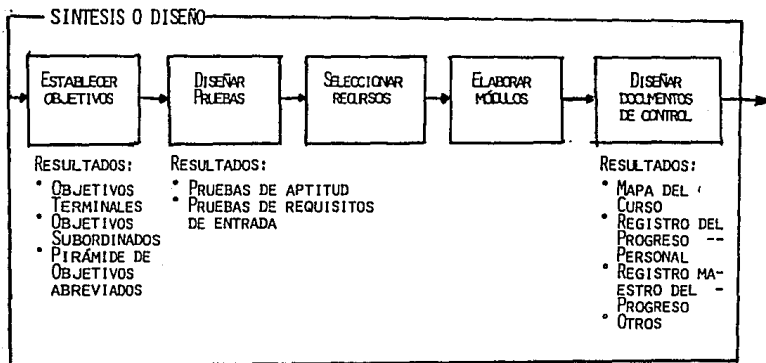 SINTESIS O DISEÑO
ESTABLECER
OBJETIVOS
DISEÑAR
PRUEBAS
SELECCIONAR
RECURSOS
ELABORAR
MÓDULOS
DISEÑAR
DOCUMENTOS
DE CONTROL
RESULTADOS:
° OBJETIVOS
TERMINALES
° OBJETIVOS
SUBORDINADOS
° PIRÁMIDE DE
OBJETIVOS
ABREVIADOS
RESULTADOS:
° PRUEBAS DE APTITUD
° PRUEBAS DE REQUISITOS
DE ENTRADA
RESULTADOS:
° MAPA DEL
CURSO
° REGISTRO DEL
PROGRESO --
PERSONAL
° REGISTRO MA-
ESTRO DEL -
PROGRESO
° OTROS